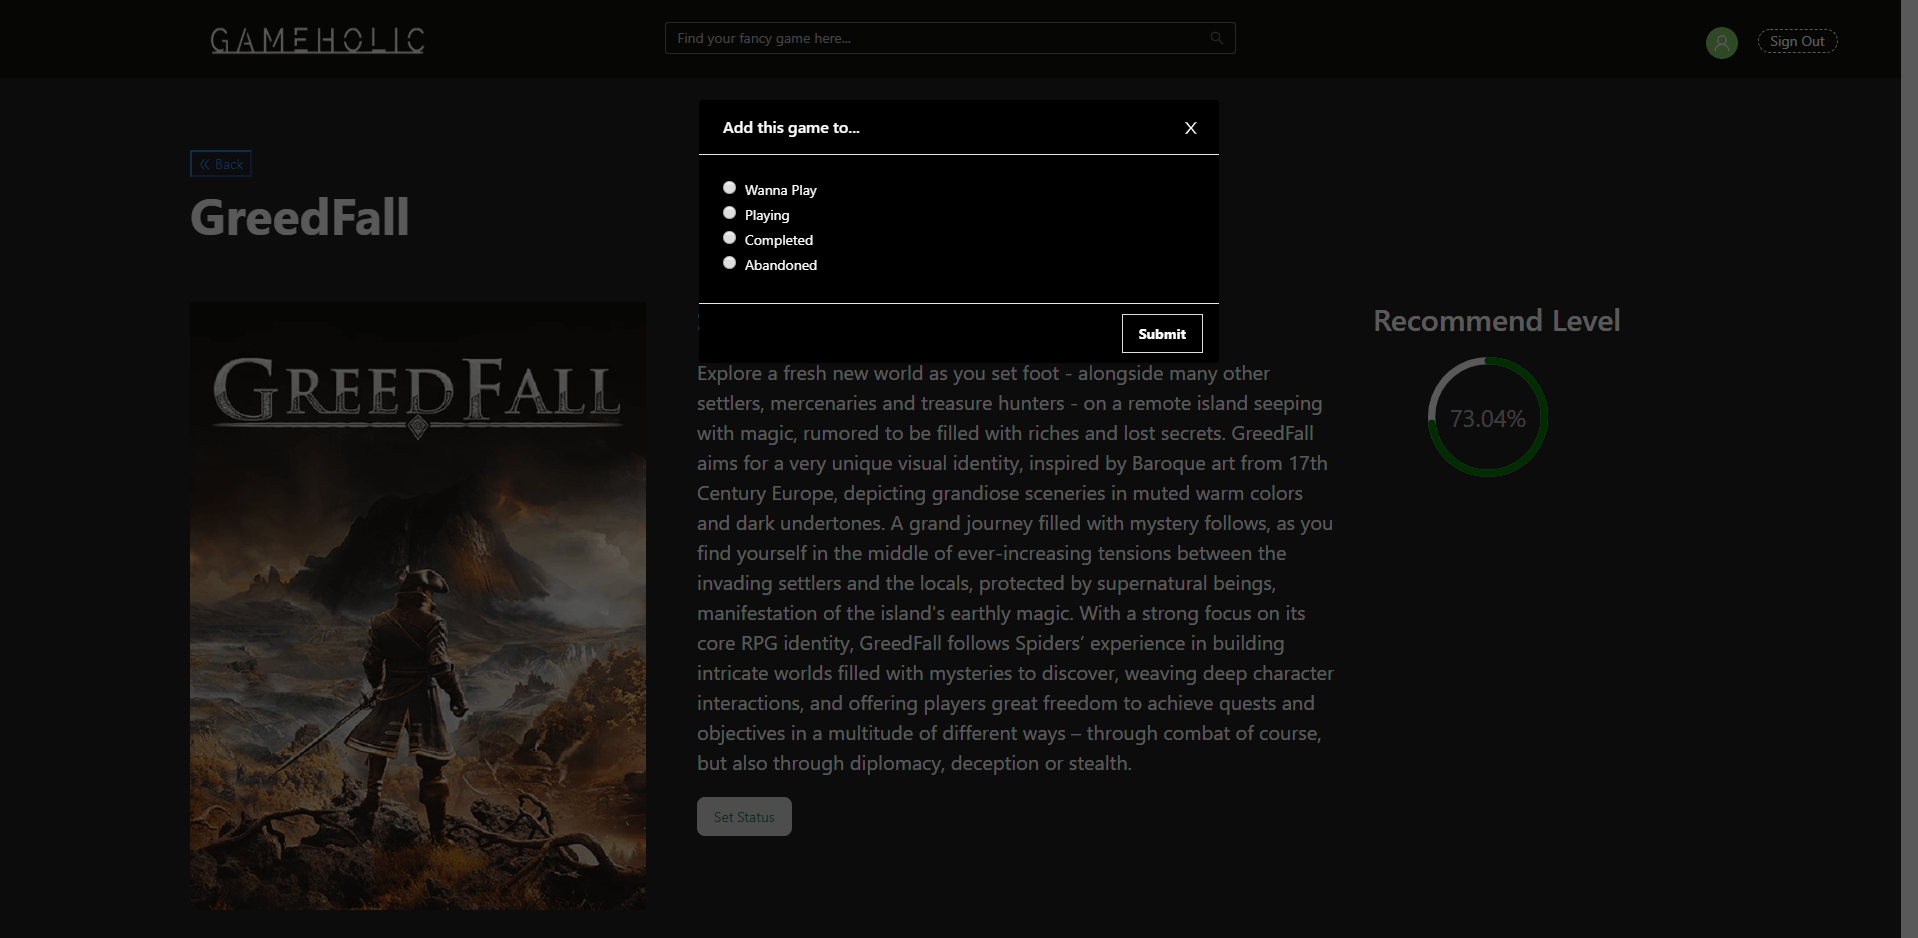 GAMEHOLIC
Find your fancy game here...
Sign Out
Add this game to...
X
Back
GreedFall
Wanna Play
Playing
Completed
Abandoned
Submit
GREEDFALL
Explore a fresh new world as you set foot - alongside many other
settlers, mercenaries and treasure hunters - on a remote island seeping
with magic, rumored to be filled with riches and lost secrets. GreedFall
aims for a very unique visual identity, inspired by Baroque art from 17th
Century Europe, depicting grandiose sceneries in muted warm colors
and dark undertones. A grand journey filled with mystery follows, as you
find yourself in the middle of ever-increasing tensions between the
invading settlers and the locals, protected by supernatural beings,
manifestation of the island's earthly magic. With a strong focus on its
core RPG identity, GreedFall follows Spiders’ experience in building
intricate worlds filled with mysteries to discover, weaving deep character
interactions, and offering players great freedom to achieve quests and
objectives in a multitude of different ways – through combat of course,
but also through diplomacy, deception or stealth.
Set Status
Recommend Level
73.04%